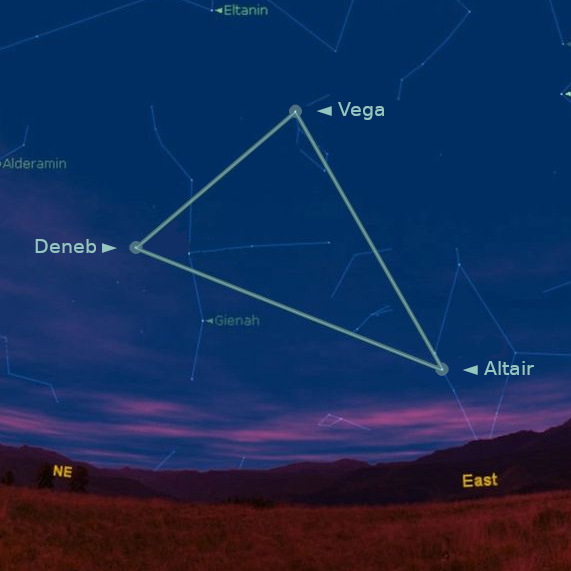 ◄Eltanin
◄ Vega
Alderamin
Deneb ►
◄Gienah
◄ Altair
NE
East